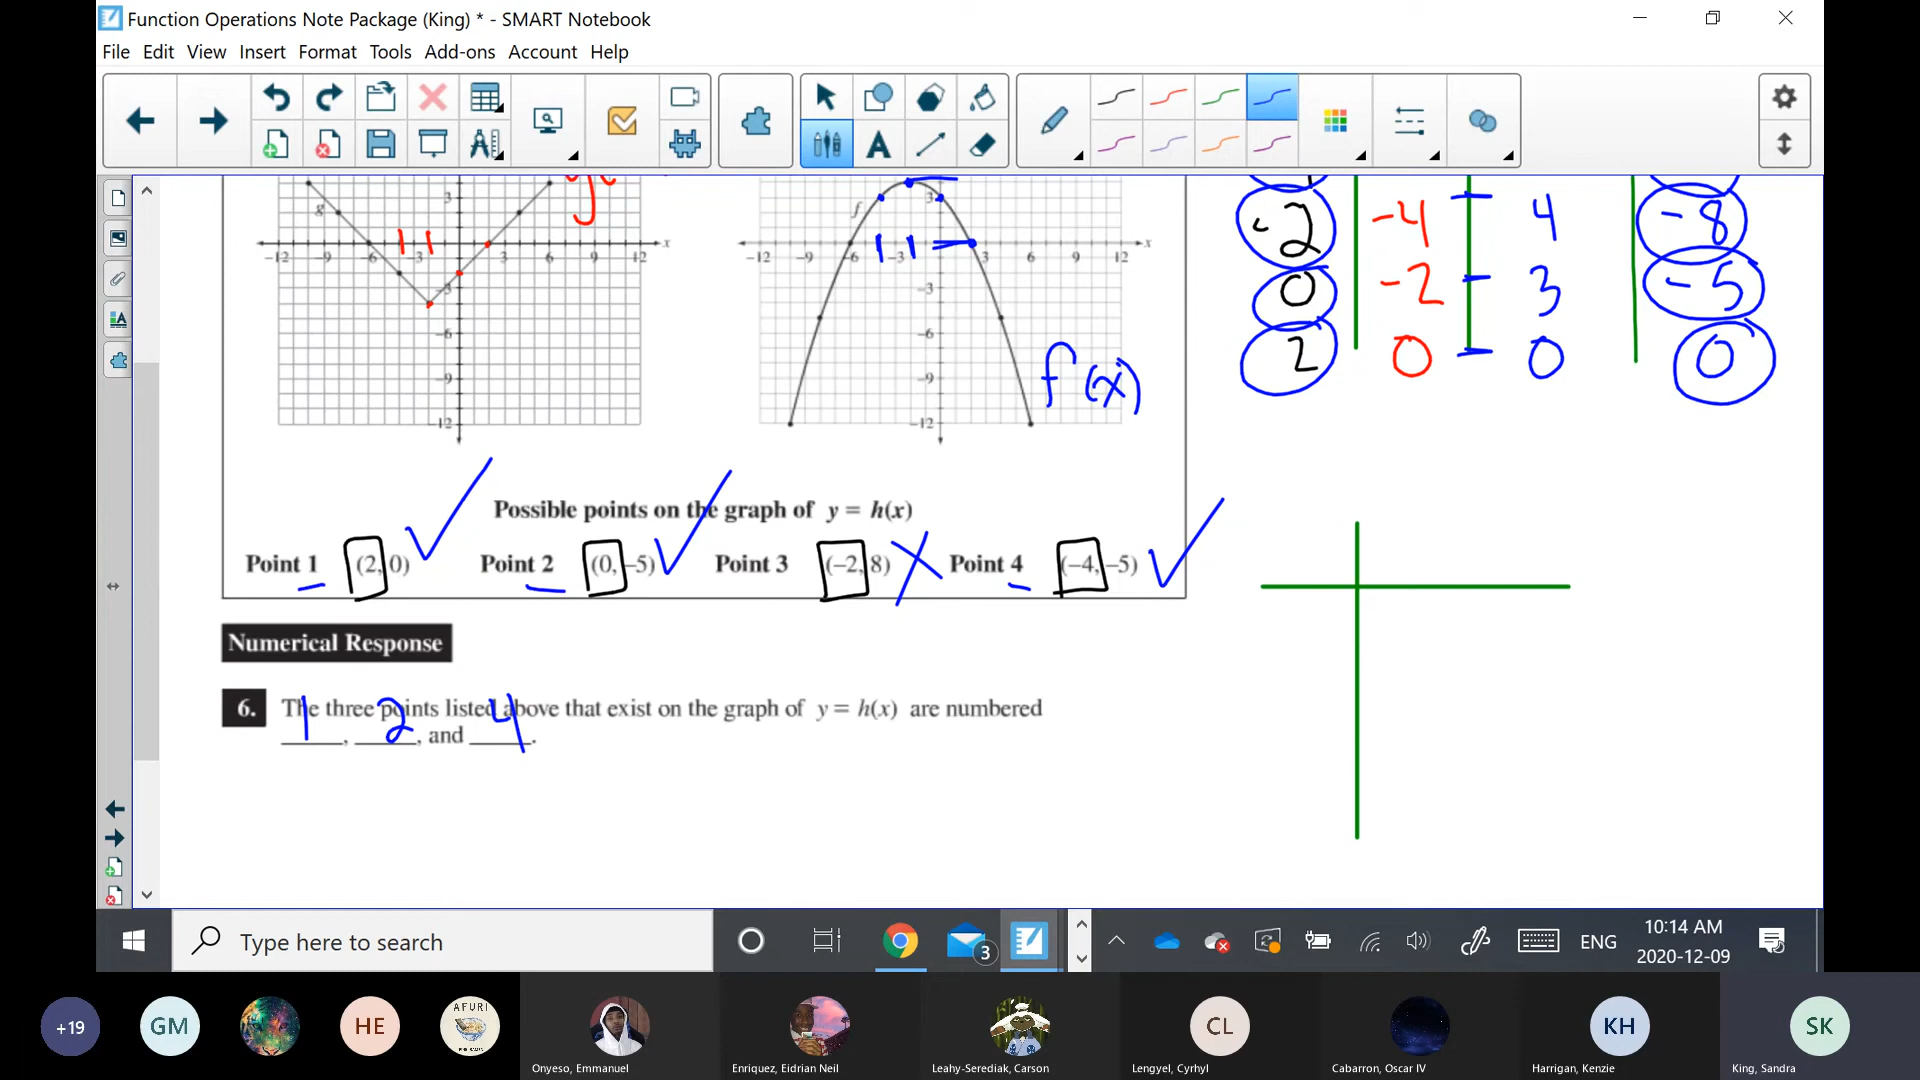 Function Operations Note Package (King) * - SMART Notebook
File Edit View Insert Format Tools Add-ons Account Help
g
3
x
-12 -9 -6 -3 3 6 9 12
-3
-6
-9
-12
f
3
x
-12 -9 -6 -3 3 6 9 12
-3
-6
-9
-12
f(x)
-2 -4 - 4 -8
0 -2 - 3 -5
2 0 - 0 0
Possible points on the graph of y = h(x)
Point 1 (2, 0) Point 2 (0, -5) Point 3 (-2, 8) Point 4 (-4, -5)
Numerical Response
6. The three points listed above that exist on the graph of y = h(x) are numbered
1, 2, and 4.
Type here to search
3
ENG
10:14 AM
2020-12-09
+19 GM HE AFURI CL KH SK
Onyeso, Emmanuel Enriquez, Eidrian Neil Leahy-Serediak, Carson Lengyel, Cyrhyl Cabarron, Oscar IV Harrigan, Kenzie King, Sandra